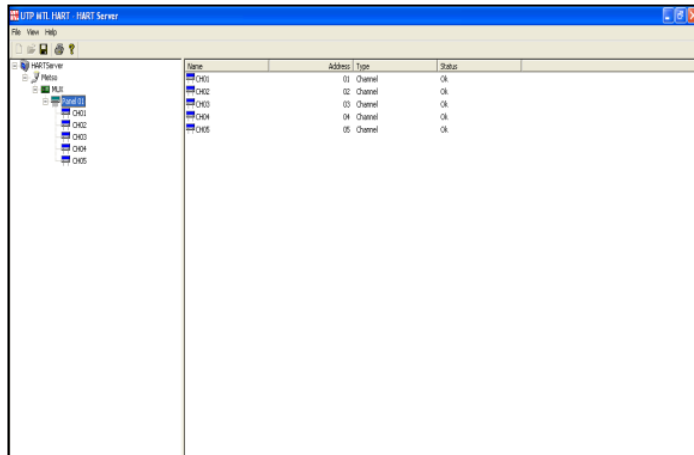 UTP MTL HART - HART Server
File View Help
HARTServer
Metso
MUX
Panel 01
CH01
CH02
CH03
CH04
CH05
Name Address Type Status
CH01 01 Channel Ok
CH02 02 Channel Ok
CH03 03 Channel Ok
CH04 04 Channel Ok
CH05 05 Channel Ok